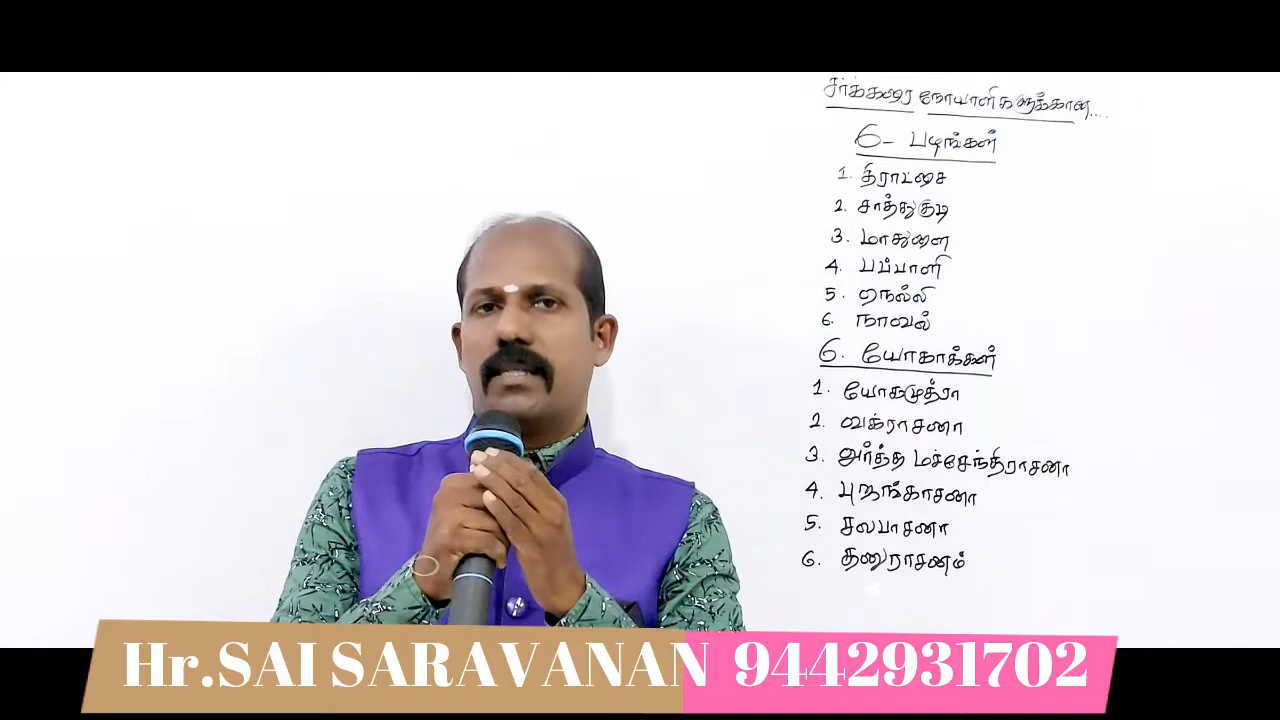 சர்க்கரை நோயாளிகளுக்கான....
6- பழங்கள்
1. திராட்சை
2. சாத்துகுடி
3. மாதுளை
4. பப்பாளி
5. நெல்லி
6. நாவல்
6. யோகாக்கள்
1. யோகமுத்ரா
2. வக்ராசனா
3. அர்த்த மச்சேந்திராசனா
4. புஜங்காசனா
5. சலபாசனா
6. தனுராசனம்
Hr.SAI SARAVANAN 9442931702